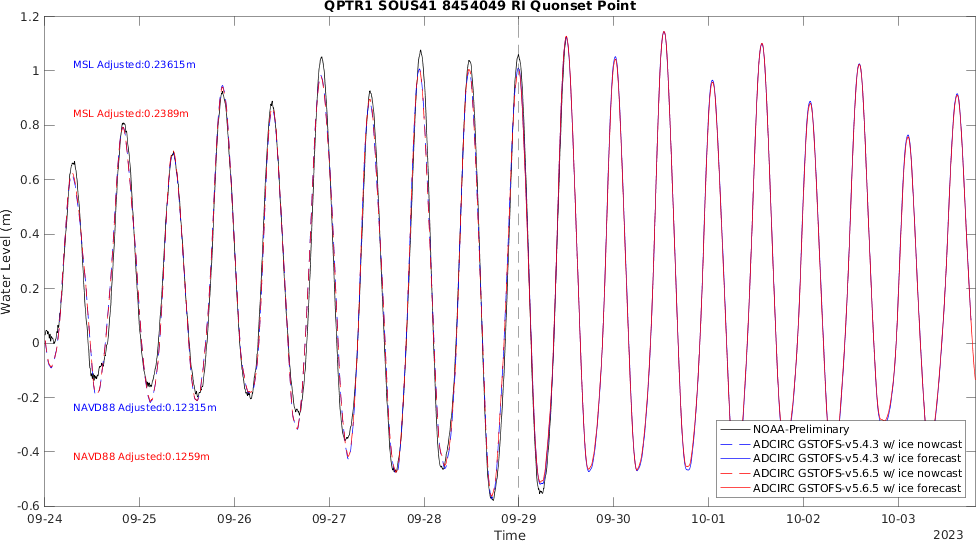 QPTR1 SOUS41 8454049 RI Quonset Point
1.2
1
0.8
0.6
0.4
0.2
0
-0.2
-0.4
-0.6
Water Level (m)
MSL Adjusted:0.23615m
MSL Adjusted:0.2389m
NAVD88 Adjusted:0.12315m
NAVD88 Adjusted:0.1259m
NOAA-Preliminary
ADCIRC GSTOFS-v5.4.3 w/ ice nowcast
ADCIRC GSTOFS-v5.4.3 w/ ice forecast
ADCIRC GSTOFS-v5.6.5 w/ ice nowcast
ADCIRC GSTOFS-v5.6.5 w/ ice forecast
09-24 09-25 09-26 09-27 09-28 09-29 09-30 10-01 10-02 10-03
Time
2023